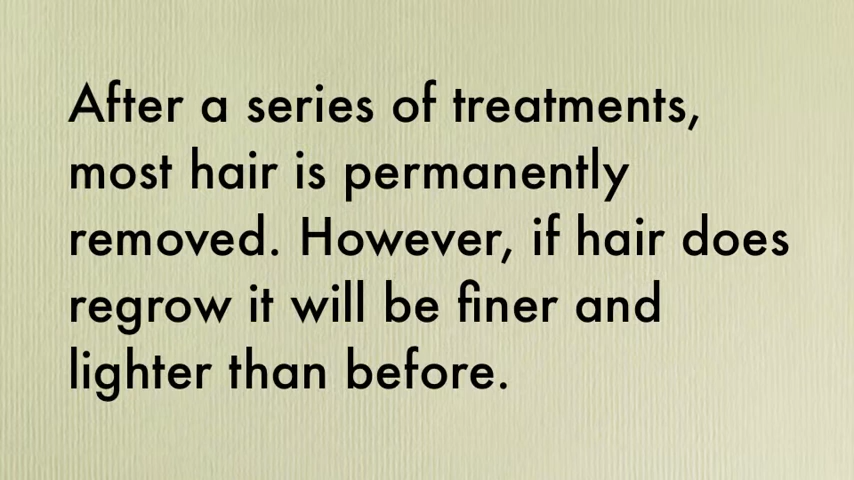 After a series of treatments,
most hair is permanently
removed. However, if hair does
regrow it will be finer and
lighter than before.